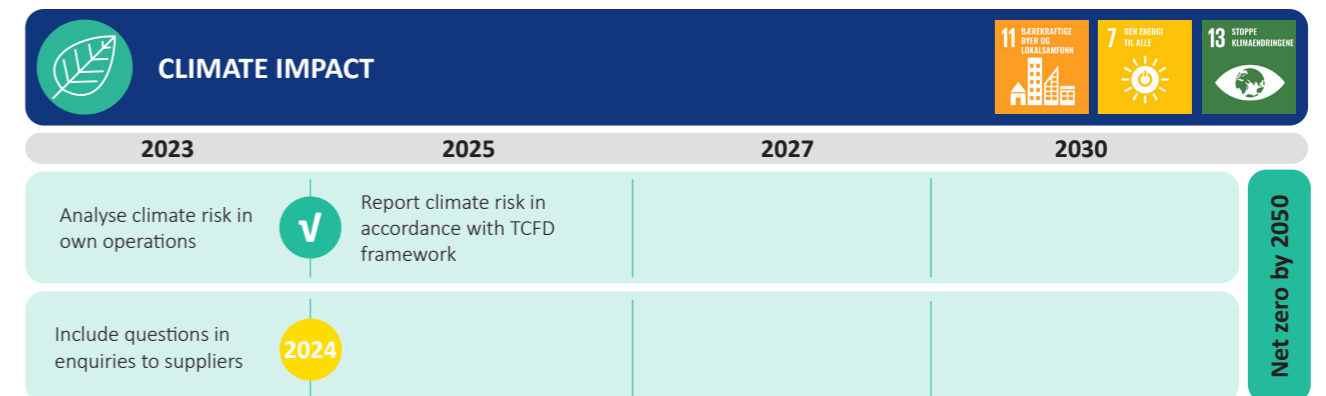 CLIMATE IMPACT
11 BÆREKRAFTIGE
BYER OG
LOKALSAMFUNN
7 REN ENERGI
TIL ALLE
13 STOPPE
KLIMAENDRINGENE
2023
2025
2027
2030
Analyse climate risk in
own operations
√
Report climate risk in
accordance with TCFD
framework
Include questions in
enquiries to suppliers
2024
Net zero by 2050